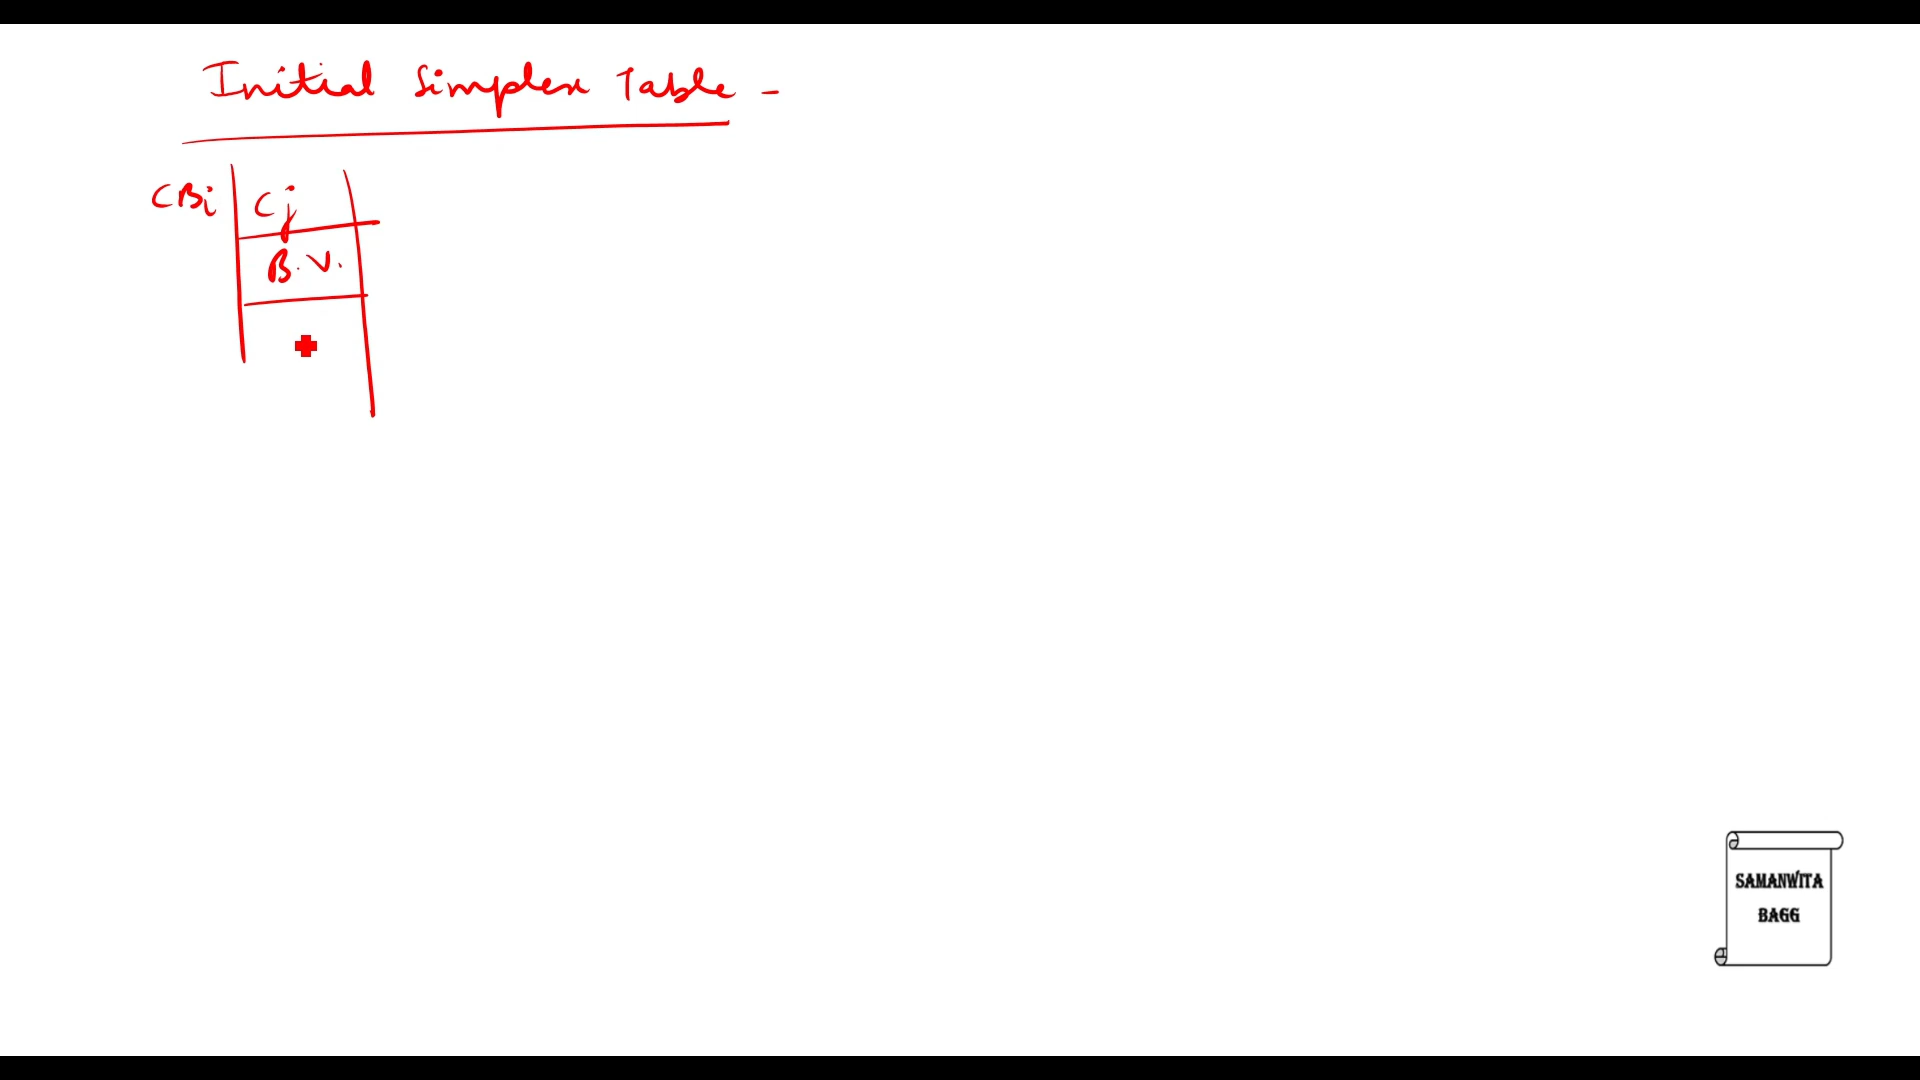 Initial Simplex Table -
CBi Cj
B.V.
SAMANWITA
BAGG